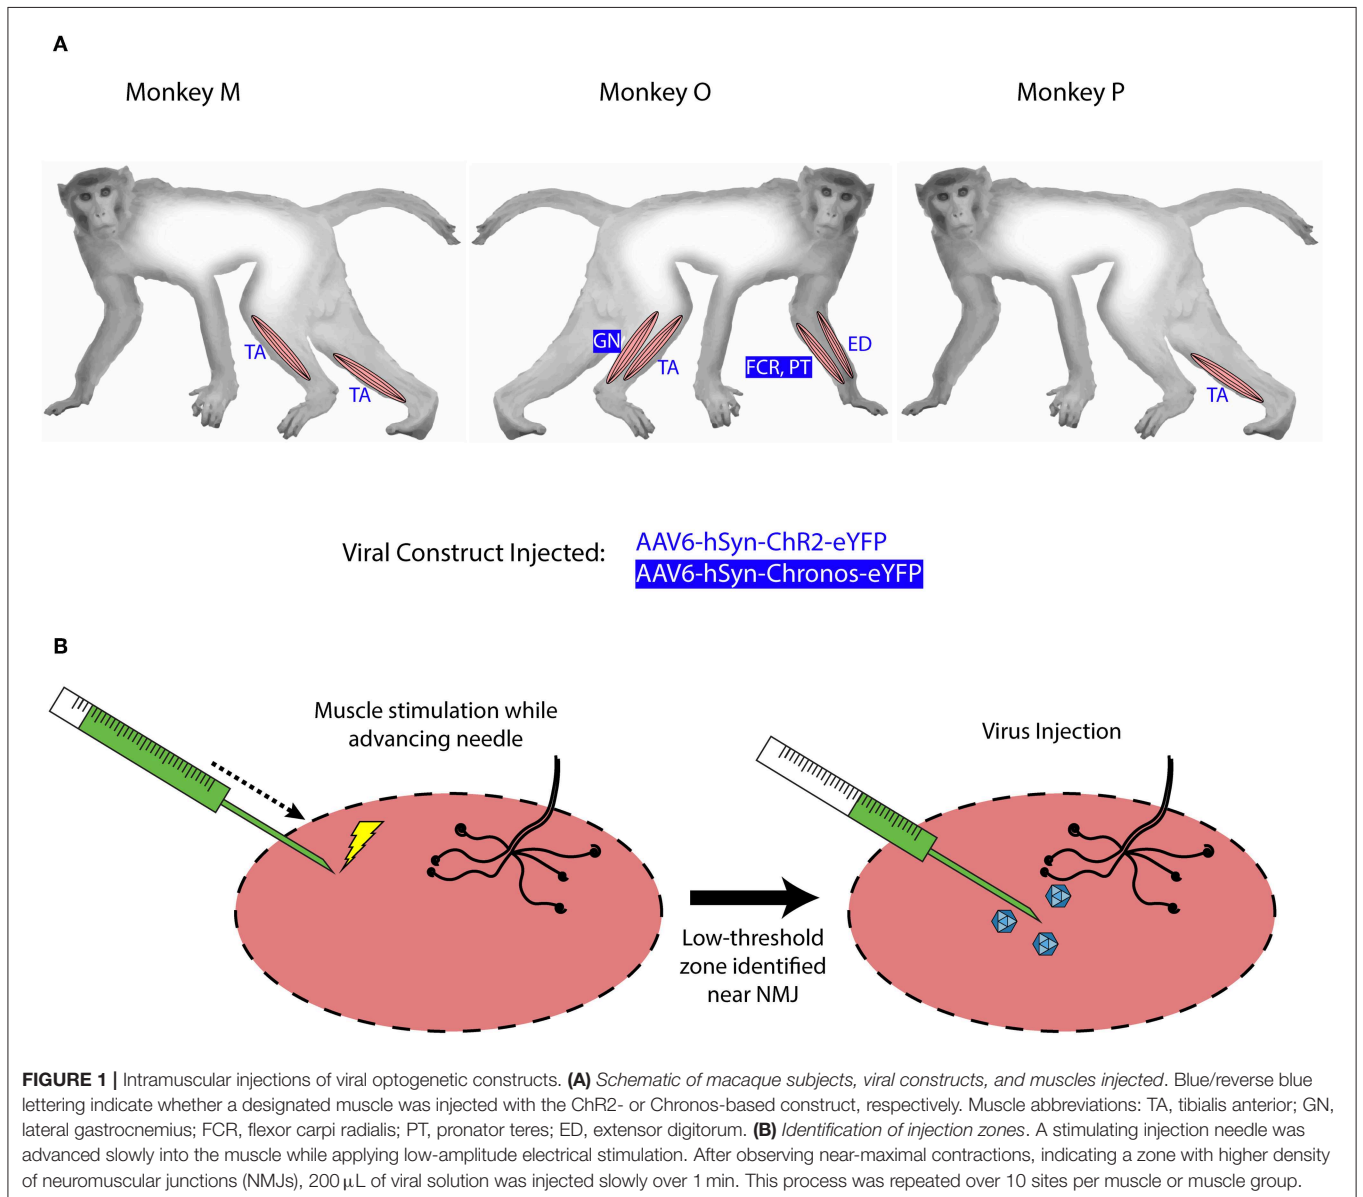 A
Monkey M
Monkey O
Monkey P
TA
TA
GN
TA
FCR, PT
ED
TA
Viral Construct Injected:
AAV6-hSyn-ChR2-eYFP
AAV6-hSyn-Chronos-eYFP
B
Muscle stimulation while
advancing needle
Virus Injection
Low-threshold
zone identified
near NMJ
FIGURE 1 | Intramuscular injections of viral optogenetic constructs. (A) Schematic of macaque subjects, viral constructs, and muscles injected. Blue/reverse blue
lettering indicate whether a designated muscle was injected with the ChR2- or Chronos-based construct, respectively. Muscle abbreviations: TA, tibialis anterior; GN,
lateral gastrocnemius; FCR, flexor carpi radialis; PT, pronator teres; ED, extensor digitorum. (B) Identification of injection zones. A stimulating injection needle was
advanced slowly into the muscle while applying low-amplitude electrical stimulation. After observing near-maximal contractions, indicating a zone with higher density
of neuromuscular junctions (NMJs), 200 μL of viral solution was injected slowly over 1 min. This process was repeated over 10 sites per muscle or muscle group.